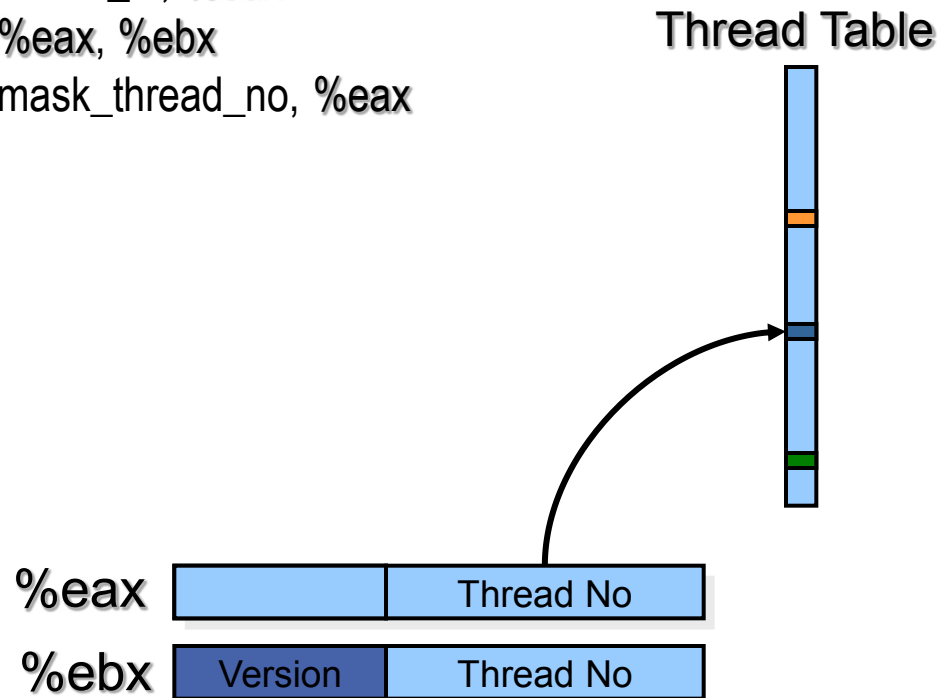 %eax, %ebx
mask_thread_no, %eax
Thread Table
%eax
Thread No
%ebx
Version
Thread No